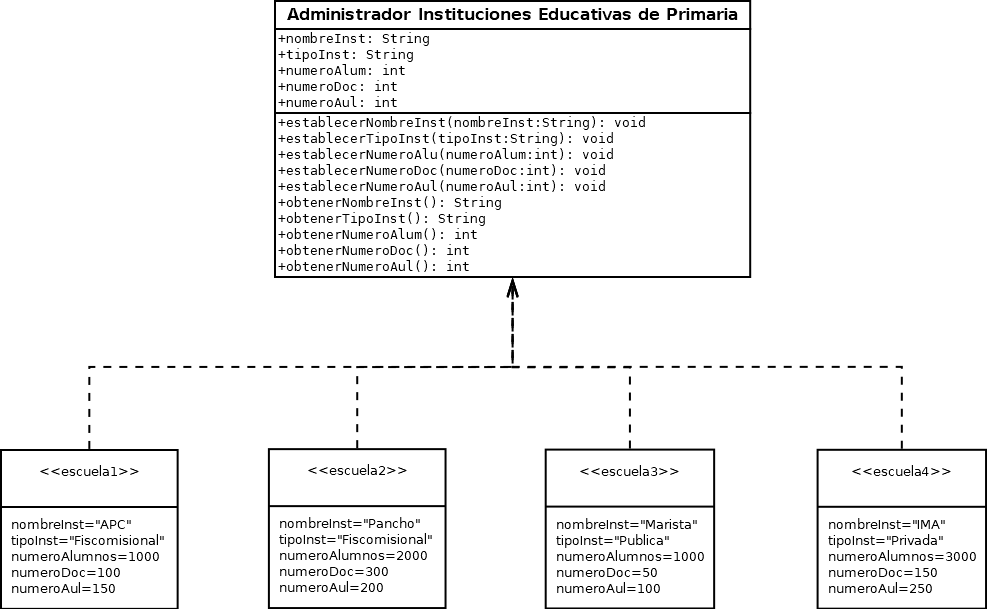 Administrador Instituciones Educativas de Primaria
+nombreInst: String
+tipoInst: String
+numeroAlum: int
+numeroDoc: int
+numeroAul: int
+establecerNombreInst(nombreInst:String): void
+establecerTipoInst(tipoInst:String): void
+establecerNumeroAlu(numeroAlum:int): void
+establecerNumeroDoc(numeroDoc:int): void
+establecerNumeroAul(numeroAul:int): void
+obtenerNombreInst(): String
+obtenerTipoInst(): String
+obtenerNumeroAlum(): int
+obtenerNumeroDoc(): int
+obtenerNumeroAul(): int
<<escuela1>>
nombreInst="APC"
tipoInst="Fiscomisional"
numeroAlumnos=1000
numeroDoc=100
numeroAul=150
<<escuela2>>
nombreInst="Pancho"
tipoInst="Fiscomisional"
numeroAlumnos=2000
numeroDoc=300
numeroAul=200
<<escuela3>>
nombreInst="Marista"
tipoInst="Publica"
numeroAlumnos=1000
numeroDoc=50
numeroAul=100
<<escuela4>>
nombreInst="IMA"
tipoInst="Privada"
numeroAlumnos=3000
numeroDoc=150
numeroAul=250